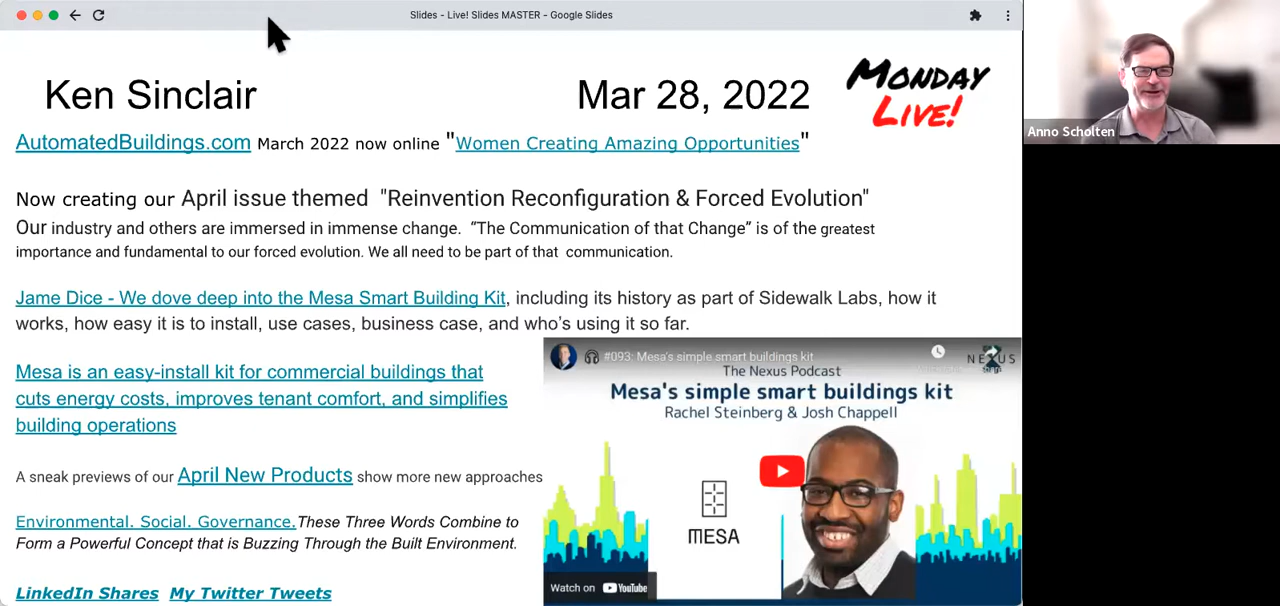 Slides - Live! Slides MASTER - Google Slides
Ken Sinclair
Mar 28, 2022
MONDAY
LIVE!
Anno Scholten
AutomatedBuildings.com March 2022 now online "Women Creating Amazing Opportunities"
Now creating our April issue themed "Reinvention Reconfiguration & Forced Evolution"
Our industry and others are immersed in immense change. “The Communication of that Change” is of the greatest
importance and fundamental to our forced evolution. We all need to be part of that communication.
Jame Dice - We dove deep into the Mesa Smart Building Kit, including its history as part of Sidewalk Labs, how it
works, how easy it is to install, use cases, business case, and who’s using it so far.
Mesa is an easy-install kit for commercial buildings that
cuts energy costs, improves tenant comfort, and simplifies
building operations
#093: Mesa's simple smart buildings kit
NEXUS
The Nexus Podcast
Mesa's simple smart buildings kit
Rachel Steinberg & Josh Chappell
MESA
Watch on YouTube
A sneak previews of our April New Products show more new approaches
Environmental. Social. Governance.These Three Words Combine to
Form a Powerful Concept that is Buzzing Through the Built Environment.
LinkedIn Shares My Twitter Tweets